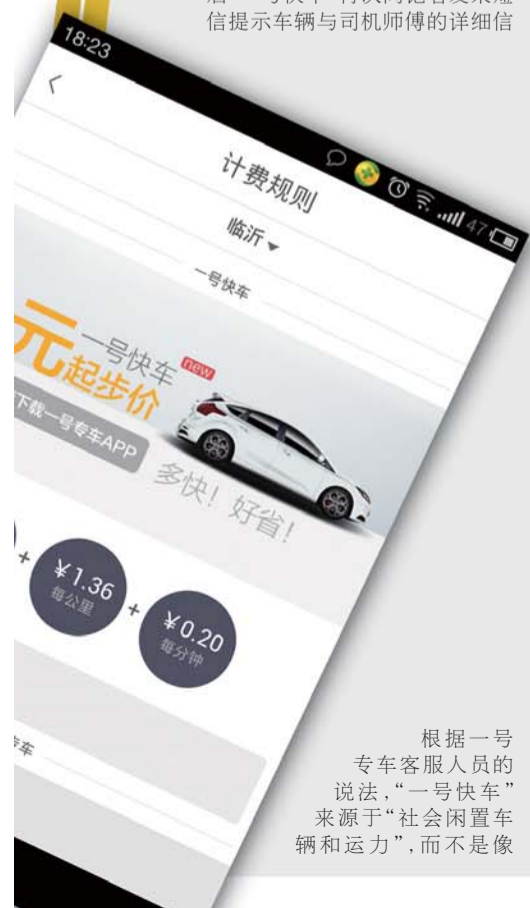 信提示车辆与司机师傅的详细信
18:23
47
计费规则
临沂
一号快车
元
一号快车 new
起步价
下载一号专车APP
多快！好省！
+
¥1.36
每公里
+
¥0.20
每分钟
专车
根据一号
专车客服人员的
说法，“一号快车”
来源于“社会闲置车
辆和运力”，而不是像